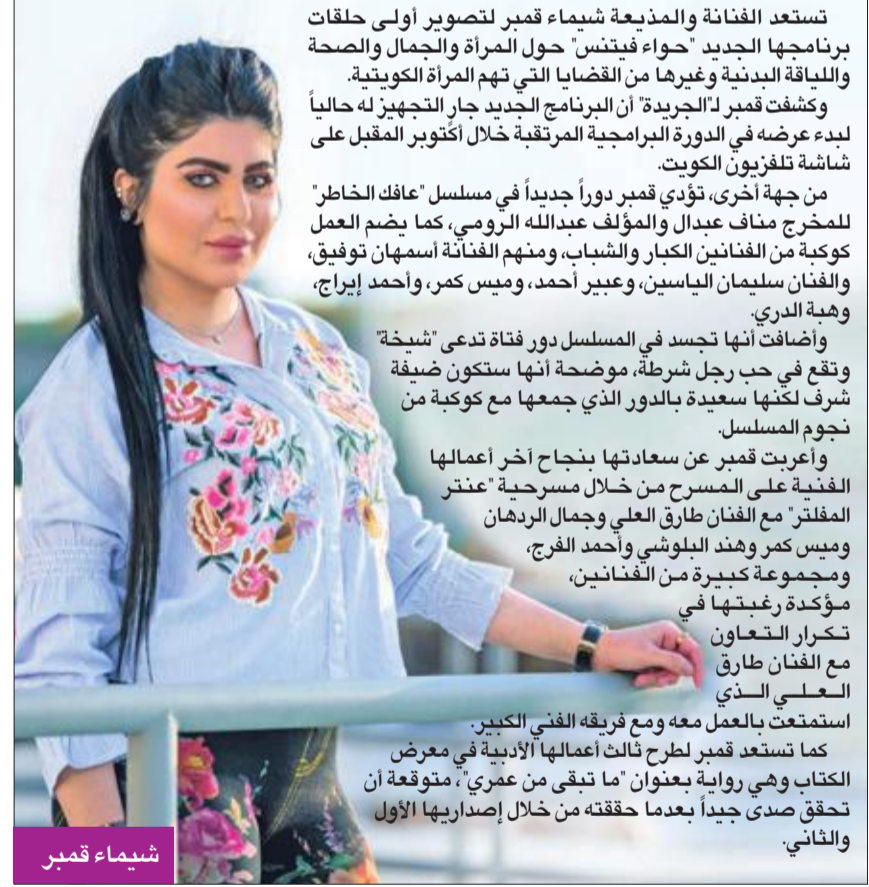 تستعد الفنانة والمذيعة شيماء قمبر لتصوير أولى حلقات
برنامجها الجديد "حواء فيتنس" حول المرأة والجمال والصحة
واللياقة البدنية وغيرها من القضايا التي تهم المرأة الكويتية.
وكشفت قمبر لـ"الجريدة" أن البرنامج الجديد جارٍ التجهيز له حالياً
لبدء عرضه في الدورة البرامجية المرتقبة خلال أكتوبر المقبل على
شاشة تلفزيون الكويت.
من جهة أخرى، تؤدي قمبر دوراً جديداً في مسلسل "عافك الخاطر"
للمخرج مناف عبدال والمؤلف عبدالله الرومي، كما يضم العمل
كوكبة من الفنانين الكبار والشباب، ومنهم الفنانة أسمهان توفيق،
والفنان سليمان الياسين، وعبير أحمد، وميس كمر، وأحمد إيراج،
وهبة الدري.
وأضافت أنها تجسد في المسلسل دور فتاة تدعى "شيخة"
وتقع في حب رجل شرطة، موضحة أنها ستكون ضيفة
شرف لكنها سعيدة بالدور الذي جمعها مع كوكبة من
نجوم المسلسل.
وأعربت قمبر عن سعادتها بنجاح آخر أعمالها
الفنية على المسرح من خلال مسرحية "عنتر
المفلتر" مع الفنان طارق العلي وجمال الردهان
وميس كمر وهند البلوشي وأحمد الفرج،
ومجموعة كبيرة من الفنانين،
مؤكدة رغبتها في
تكرار التعاون
مع الفنان طارق
العلي الذي
استمتعت بالعمل معه ومع فريقه الفني الكبير.
كما تستعد قمبر لطرح ثالث أعمالها الأدبية في معرض
الكتاب وهي رواية بعنوان "ما تبقى من عمري"، متوقعة أن
تحقق صدى جيداً بعدما حققته من خلال إصداريها الأول
والثاني.
شيماء قمبر